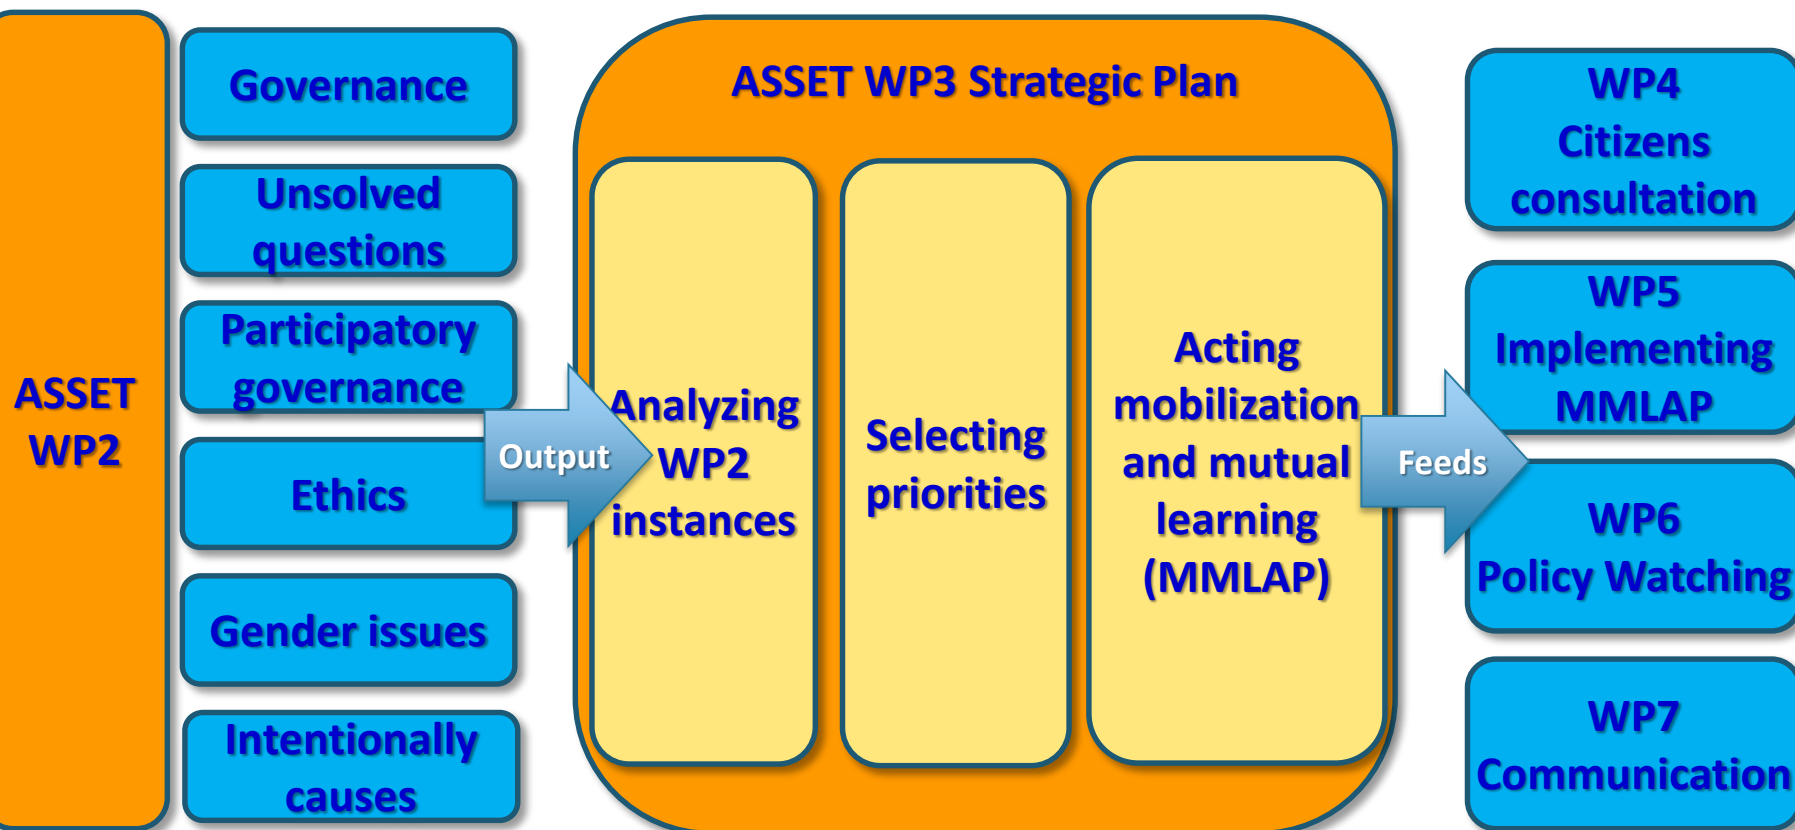 ASSET
WP2
Governance
Unsolved
questions
Participatory
governance
Ethics
Gender issues
Intentionally
causes
Output
ASSET WP3 Strategic Plan
Analyzing
WP2
instances
Selecting
priorities
Acting
mobilization
and mutual
learning
(MMLAP)
Feeds
WP4
Citizens
consultation
WP5
Implementing
MMLAP
WP6
Policy Watching
WP7
Communication